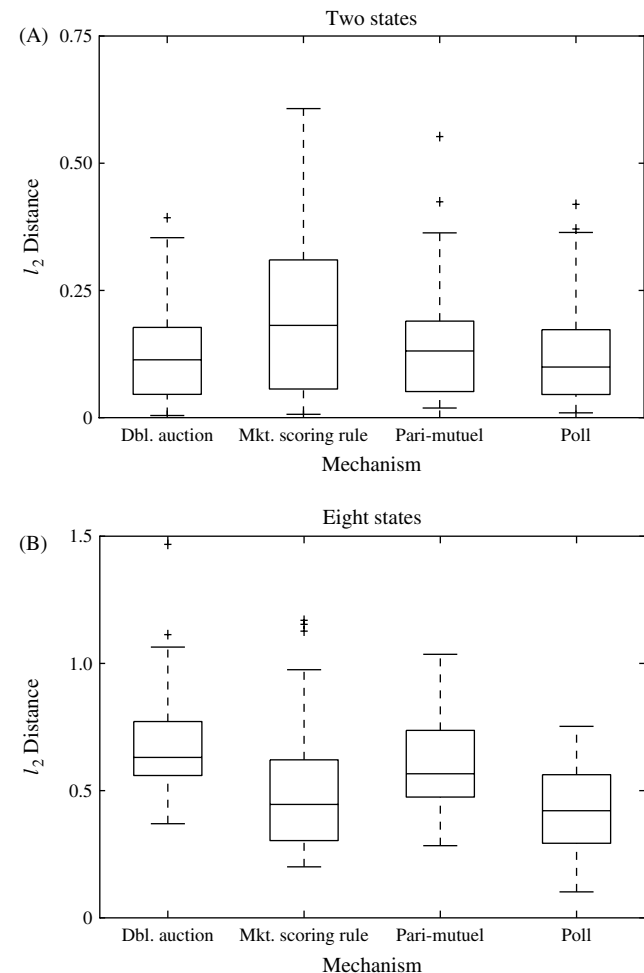 Two states
(A)
0.75
0.50
0.25
0
l₂ Distance
Dbl. auction Mkt. scoring rule Pari-mutuel Poll
Mechanism
Eight states
(B)
1.5
1.0
0.5
0
l₂ Distance
Dbl. auction Mkt. scoring rule Pari-mutuel Poll
Mechanism